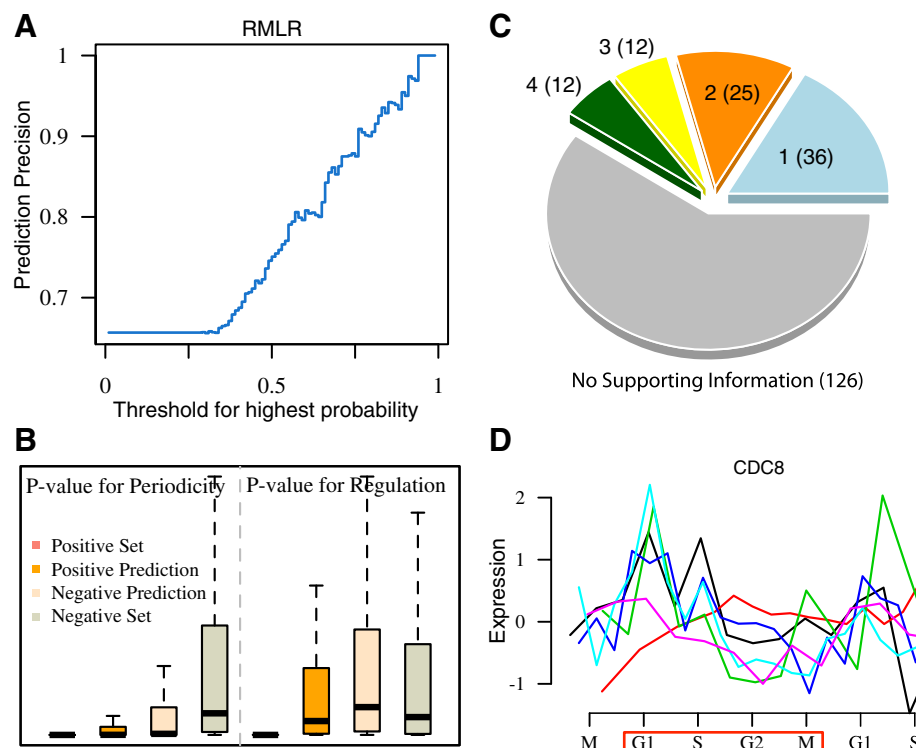 A
RMLR
Prediction Precision
1
0.9
0.8
0.7
0
0.5
1
Threshold for highest probability
B
P-value for Periodicity
P-value for Regulation
Positive Set
Positive Prediction
Negative Prediction
Negative Set
C
4 (12)
3 (12)
2 (25)
1 (36)
No Supporting Information (126)
D
CDC8
Expression
2
1
0
-1
M
G1
S
G2
M
G1
S